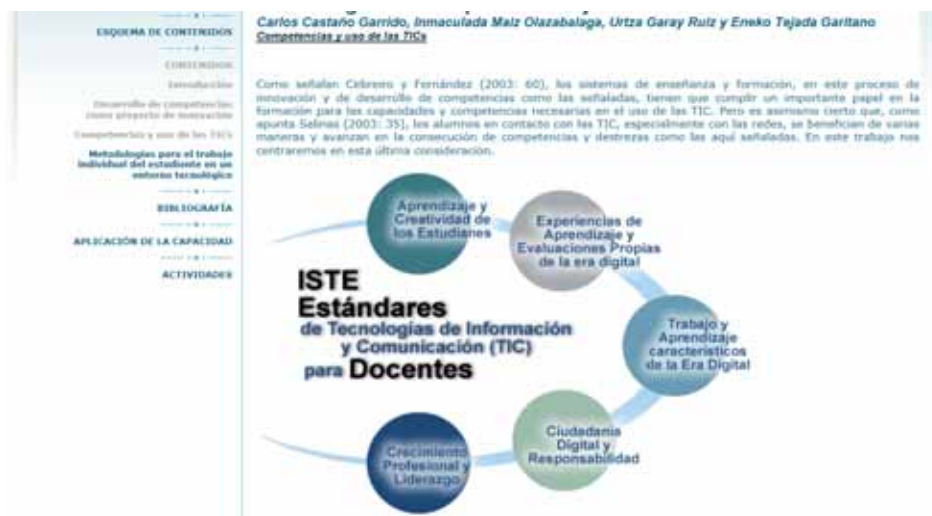 ESQUEMA DE CONTENIDOS
CONTENIDOS
Introducción
Desarrollo de competencias
como proyecto de innovación
Competencias y uso de las TICs
Metodologías para el trabajo
individual del estudiante en un
entorno tecnológico
BIBLIOGRAFÍA
APLICACIÓN DE LA CAPACIDAD
ACTIVIDADES
Carlos Castaño Garrido, Inmaculada Maiz Olazabalaga, Urtza Garay Ruiz y Eneko Tejada Garitano
Competencias y uso de las TICs
Como señalan Cebreiro y Fernández (2003: 60), los sistemas de enseñanza y formación, en este proceso de
innovación y de desarrollo de competencias como las señaladas, tienen que cumplir un importante papel en la
formación para las capacidades y competencias necesarias en el uso de las TIC. Pero es asimismo cierto que, como
apunta Salinas (2003: 35), los alumnos en contacto con las TIC, especialmente con las redes, se benefician de varias
maneras y avanzan en la consecución de competencias y destrezas como las aquí señaladas. En este trabajo nos
centraremos en esta última consideración.
Aprendizaje y
Creatividad de
los Estudianes
Experiencias de
Aprendizaje y
Evaluaciones Propias
de la era digital
ISTE
Estándares
de Tecnologías de Información
y Comunicación (TIC)
para Docentes
Trabajo y
Aprendizaje
característicos
de la Era Digital
Ciudadanía
Digital y
Responsabilidad
Crecimiento
Profesional y
Liderazgo